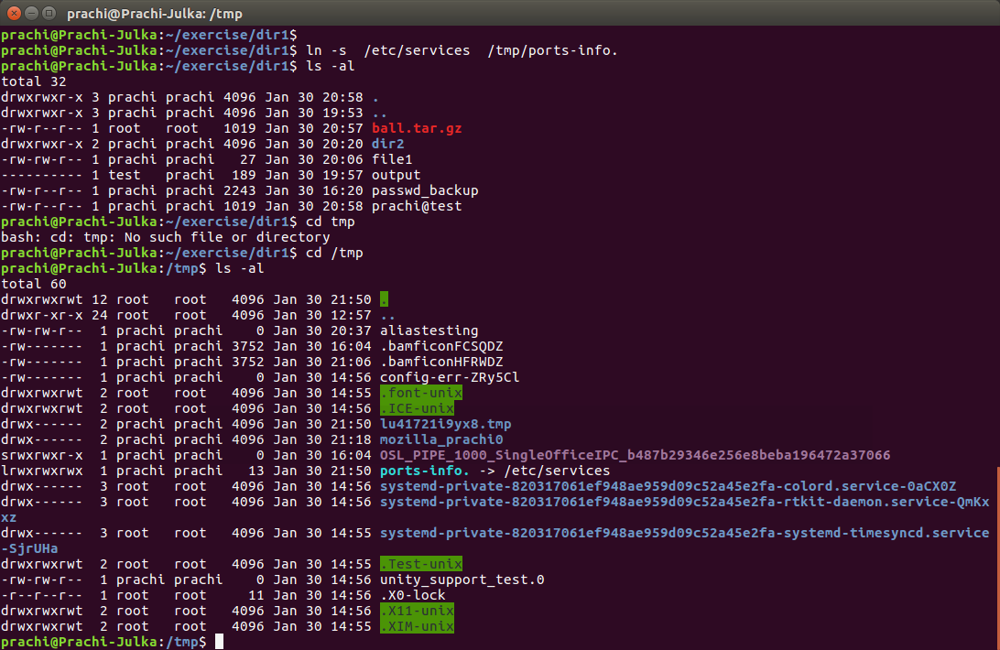 prachi@Prachi-Julka: /tmp
prachi@Prachi-Julka:~/exercise/dir1$
prachi@Prachi-Julka:~/exercise/dir1$ ln -s  /etc/services  /tmp/ports-info.
prachi@Prachi-Julka:~/exercise/dir1$ ls -al
total 32
drwxrwxr-x 3 prachi prachi 4096 Jan 30 20:58 .
drwxrwxr-x 3 prachi prachi 4096 Jan 30 19:53 ..
-rw-r--r-- 1 root   root   1019 Jan 30 20:57 ball.tar.gz
drwxrwxr-x 2 prachi prachi 4096 Jan 30 20:20 dir2
-rw-rw-r-- 1 prachi prachi   27 Jan 30 20:06 file1
---------- 1 test   prachi  189 Jan 30 19:57 output
-rw-r--r-- 1 prachi prachi 2243 Jan 30 16:20 passwd_backup
-rw-r--r-- 1 prachi prachi 1019 Jan 30 20:58 prachi@test
prachi@Prachi-Julka:~/exercise/dir1$ cd tmp
bash: cd: tmp: No such file or directory
prachi@Prachi-Julka:~/exercise/dir1$ cd /tmp
prachi@Prachi-Julka:/tmp$ ls -al
total 60
drwxrwxrwt 12 root   root   4096 Jan 30 21:50 .
drwxr-xr-x 24 root   root   4096 Jan 30 12:57 ..
-rw-rw-r--  1 prachi prachi    0 Jan 30 20:37 aliastesting
-rw-------  1 prachi prachi 3752 Jan 30 16:04 .bamficonFCSQDZ
-rw-------  1 prachi prachi 3752 Jan 30 21:06 .bamficonHFRWDZ
-rw-------  1 prachi prachi    0 Jan 30 14:56 config-err-ZRy5Cl
drwxrwxrwt  2 root   root   4096 Jan 30 14:55 .font-unix
drwxrwxrwt  2 root   root   4096 Jan 30 14:56 .ICE-unix
drwx------  2 prachi prachi 4096 Jan 30 21:50 lu41721i9yx8.tmp
drwx------  2 prachi prachi 4096 Jan 30 21:18 mozilla_prachi0
srwxrwxr-x  1 prachi prachi    0 Jan 30 16:04 OSL_PIPE_1000_SingleOfficeIPC_b487b29346e256e8beba196472a37066
lrwxrwxrwx  1 prachi prachi   13 Jan 30 21:50 ports-info. -> /etc/services
drwx------  3 root   root   4096 Jan 30 14:56 systemd-private-820317061ef948ae959d09c52a45e2fa-colord.service-0aCX0Z
drwx------  3 root   root   4096 Jan 30 14:56 systemd-private-820317061ef948ae959d09c52a45e2fa-rtkit-daemon.service-QmKx
xz
drwx------  3 root   root   4096 Jan 30 14:55 systemd-private-820317061ef948ae959d09c52a45e2fa-systemd-timesyncd.service
-SjrUHa
drwxrwxrwt  2 root   root   4096 Jan 30 14:55 .Test-unix
-rw-rw-r--  1 prachi prachi    0 Jan 30 14:56 unity_support_test.0
-r--r--r--  1 root   root     11 Jan 30 14:56 .X0-lock
drwxrwxrwt  2 root   root   4096 Jan 30 14:56 .X11-unix
drwxrwxrwt  2 root   root   4096 Jan 30 14:55 .XIM-unix
prachi@Prachi-Julka:/tmp$